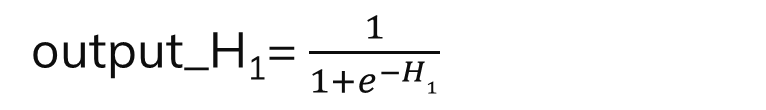 output_H₁= 1/(1+e^(−H₁))